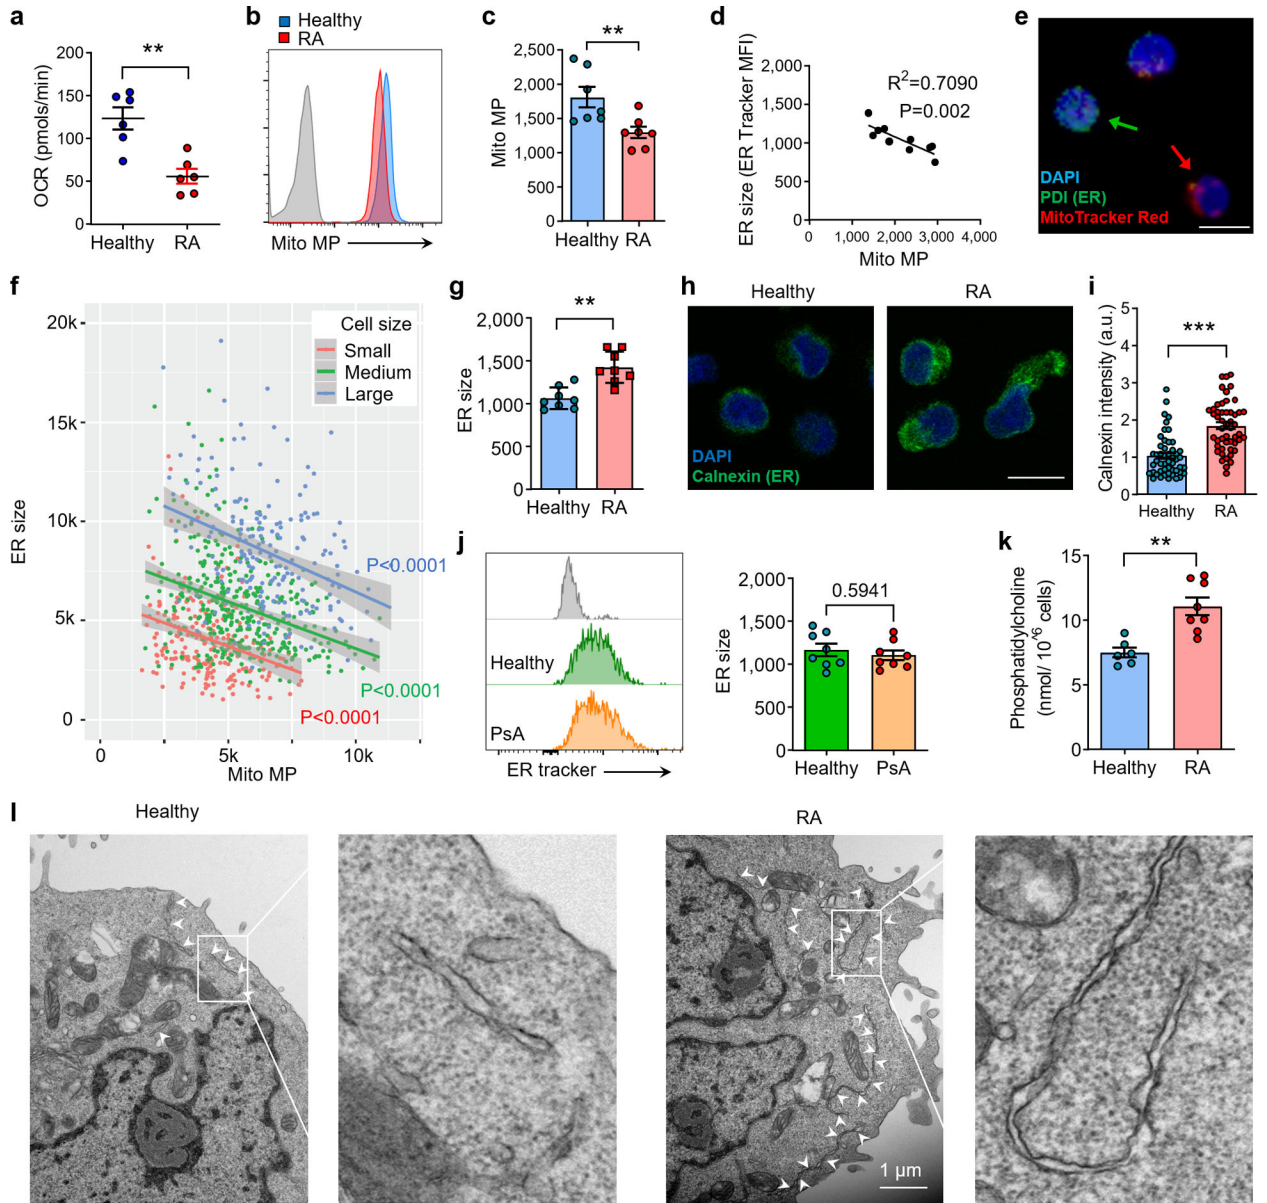 a
OCR (pmols/min)
200
150
100
50
0
**
Healthy
RA
b
Healthy
RA
Mito MP
c
Mito MP
2,500
2,000
1,500
1,000
500
0
**
Healthy
RA
d
ER size (ER Tracker MFI)
2,000
1,500
1,000
500
0
R²=0.7090
P=0.002
0
1,000
2,000
3,000
4,000
Mito MP
e
DAPI
PDI (ER)
MitoTracker Red
f
ER size
20k
15k
10k
5k
0
Cell size
Small
Medium
Large
P<0.0001
P<0.0001
P<0.0001
0
5k
10k
Mito MP
g
ER size
2,000
1,500
1,000
500
0
**
Healthy
RA
h
Healthy
RA
DAPI
Calnexin (ER)
i
Calnexin intensity (a.u.)
5
4
3
2
1
0
***
Healthy
RA
j
Healthy
PsA
ER tracker
ER size
2,000
1,500
1,000
500
0
0.5941
Healthy
PsA
k
Phosphatidylcholine
(nmol/ 10^6 cells)
15
10
5
0
**
Healthy
RA
l
Healthy
RA
1 µm